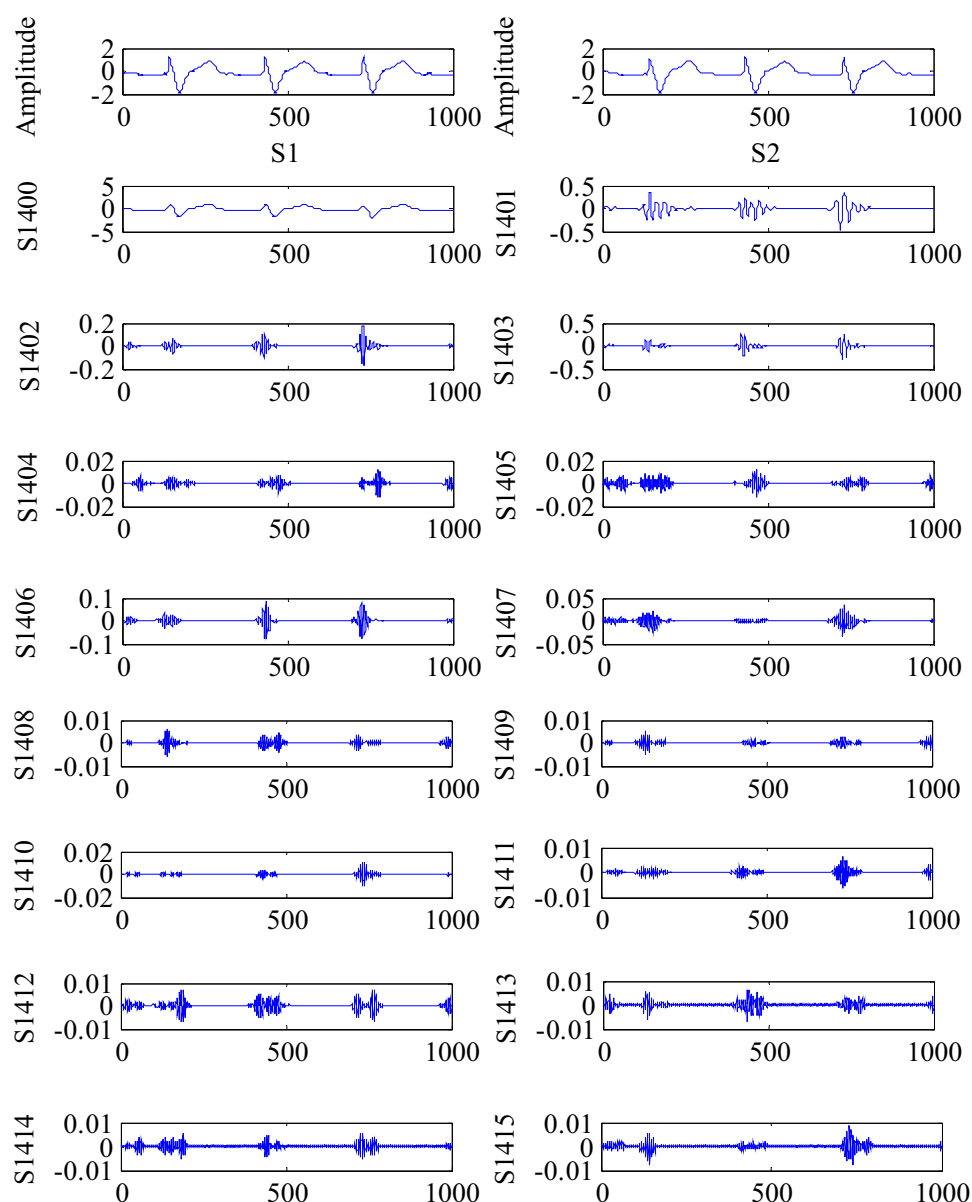 Amplitude
2
0
-2
0 500 1000
S1
Amplitude
2
0
-2
0 500 1000
S2
S1400
5
0
-5
0 500 1000
S1401
0.5
0
-0.5
0 500 1000
S1402
0.2
0
-0.2
0 500 1000
S1403
0.5
0
-0.5
0 500 1000
S1404
0.02
0
-0.02
0 500 1000
S1405
0.02
0
-0.02
0 500 1000
S1406
0.1
0
-0.1
0 500 1000
S1407
0.05
0
-0.05
0 500 1000
S1408
0.01
0
-0.01
0 500 1000
S1409
0.01
0
-0.01
0 500 1000
S1410
0.02
0
-0.02
0 500 1000
S1411
0.01
0
-0.01
0 500 1000
S1412
0.01
0
-0.01
0 500 1000
S1413
0.01
0
-0.01
0 500 1000
S1414
0.01
0
-0.01
0 500 1000
S1415
0.01
0
-0.01
0 500 1000